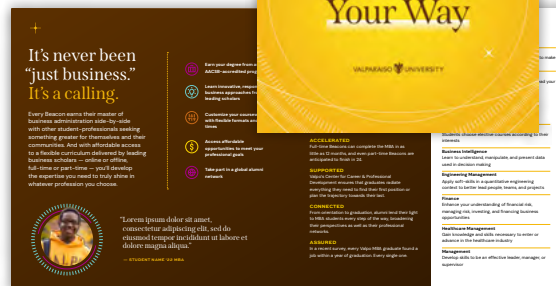 Your Way
VALPARAISO UNIVERSITY
It's never been
"just business."
It's a calling.
Every Beacon earns their master of
business administration side-by-side
with other student–professionals seeking
something greater for themselves and their
communities. And with affordable access
to a flexible curriculum delivered by leading
business scholars — online or offline,
full-time or part-time — you'll develop
the expertise you need to truly shine in
whatever profession you choose.
Earn your degree from a
AACSB-accredited
Learn innovative,
business approaches
leading scholars
Customize your
with flexible formats
times
Access affordable
opportunities to meet your
professional goals
Take part in a global alumni
network
"Lorem ipsum dolor sit amet,
consectetur adipiscing elit, sed do
eiusmod tempor incididunt ut labore et
dolore magna aliqua."
— STUDENT NAME '22 MBA
ACCELERATED
Full-time Beacons can complete the MBA in as
little as 12 months, and even part-time Beacons are
anticipated to finish in 24.
SUPPORTED
Valpo's Center for Career & Professional
Development ensures that graduates radiate
everything they need to find their first position or
plan the trajectory towards their last.
CONNECTED
From orientation to graduation, alumni lend their light
to MBA students every step of the way, broadening
their perspectives as well as their professional
networks.
ASSURED
In a recent survey, every Valpo MBA graduate found a
job within a year of graduation. Every single one.
Students choose elective courses according to their
interests.
Business Intelligence
Learn to understand, manipulate, and present data
used in decision making
Engineering Management
Apply soft-skills in a quantitative engineering
context to better lead people, teams, and projects
Finance
Enhance your understanding of financial risk,
managing risk, investing, and financing business
opportunities
Healthcare Management
Gain knowledge and skills necessary to enter or
advance in the healthcare industry
Management
Develop skills to be an effective leader, manager, or
supervisor